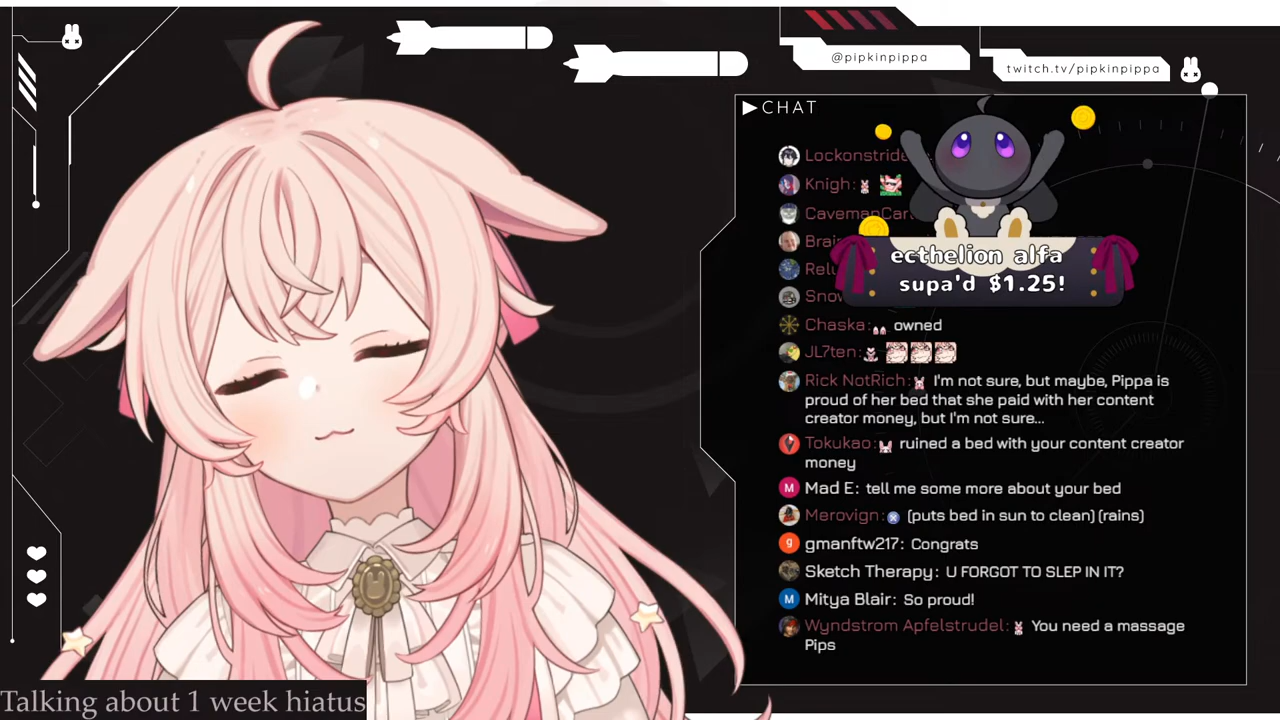 @pipkinpippa
twitch.tv/pipkinpippa
▶CHAT
Lockonstride
Knigh:
CavemanCar
Brai
Relu
Snow
ecthelion alfa
supa'd $1.25!
Chaska: owned
JL7ten:
Rick NotRich: I'm not sure, but maybe, Pippa is
proud of her bed that she paid with her content
creator money, but I'm not sure...
Tokukao: ruined a bed with your content creator
money
Mad E: tell me some more about your bed
Merovign: (puts bed in sun to clean) (rains)
gmanftw217: Congrats
Sketch Therapy: U FORGOT TO SLEP IN IT?
Mitya Blair: So proud!
Wyndstrom Apfelstrudel: You need a massage
Pips
Talking about 1 week hiatus